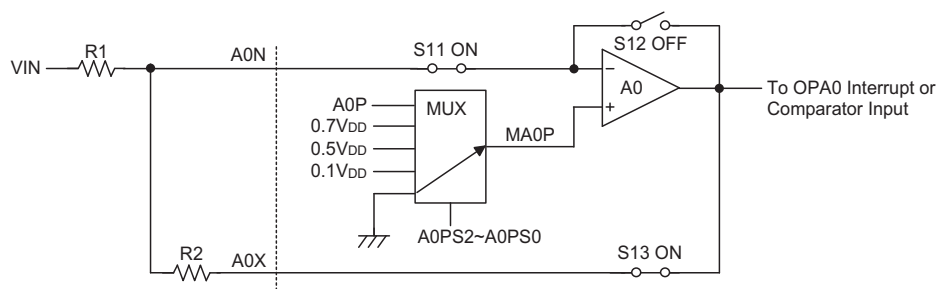 R1
A0N
S11 ON
S12 OFF
VIN
−
A0
+
To OPA0 Interrupt or
Comparator Input
A0P
MUX
0.7VDD
0.5VDD
MA0P
0.1VDD
A0PS2~A0PS0
R2
A0X
S13 ON